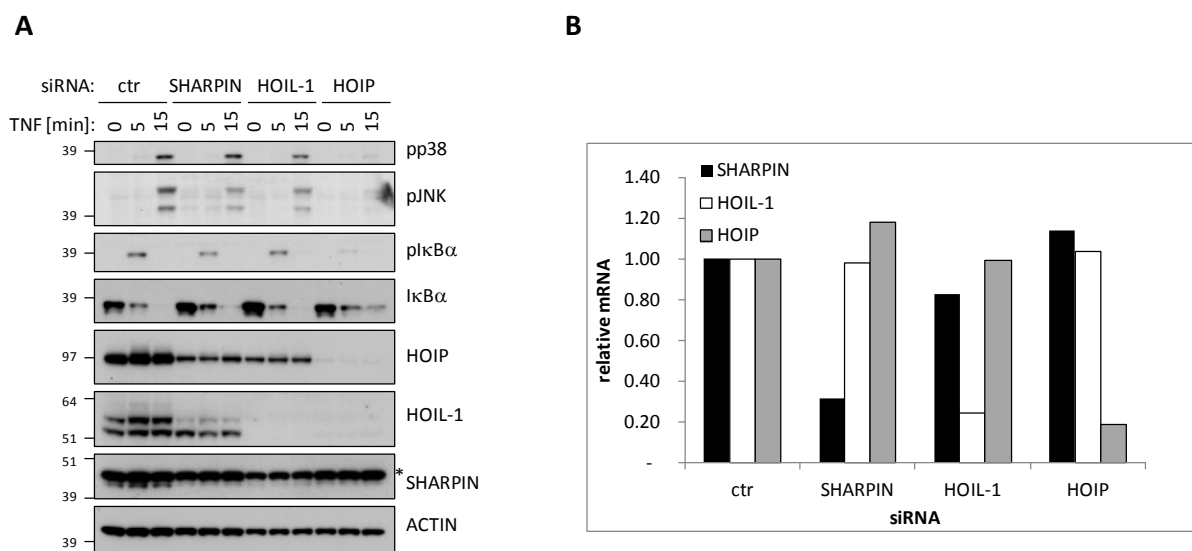 A
B
siRNA: ctr SHARPIN HOIL-1 HOIP
TNF [min]: 0 5 15 0 5 15 0 5 15 0 5 15
39 pp38
pJNK
39
39 pIκBα
39 IκBα
97 HOIP
64
HOIL-1
51
51
*
SHARPIN
39
ACTIN
39
SHARPIN
HOIL-1
HOIP
1.40
1.20
1.00
0.80
0.60
0.40
0.20
-
relative mRNA
ctr SHARPIN HOIL-1 HOIP
siRNA